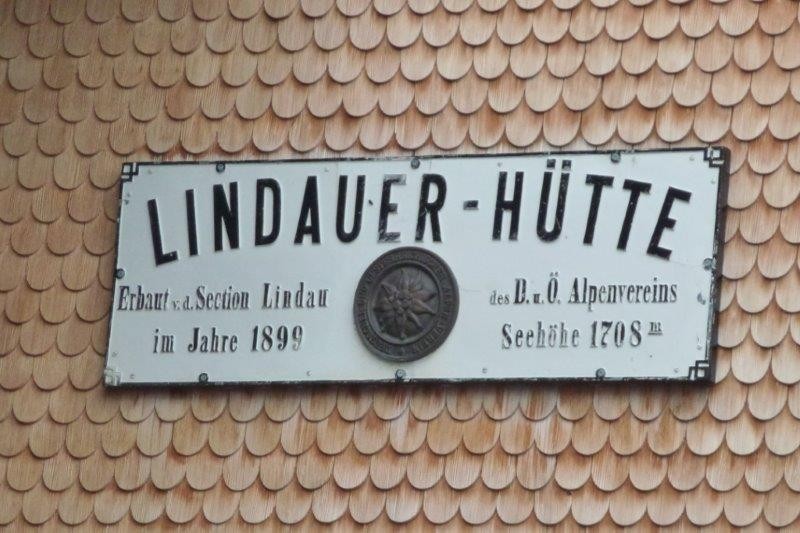 LINDAUER-HÜTTE
Erbaut v. d. Section Lindau
im Jahre 1899
des B. u. Ö. Alpenvereins
Seehöhe 1708 m